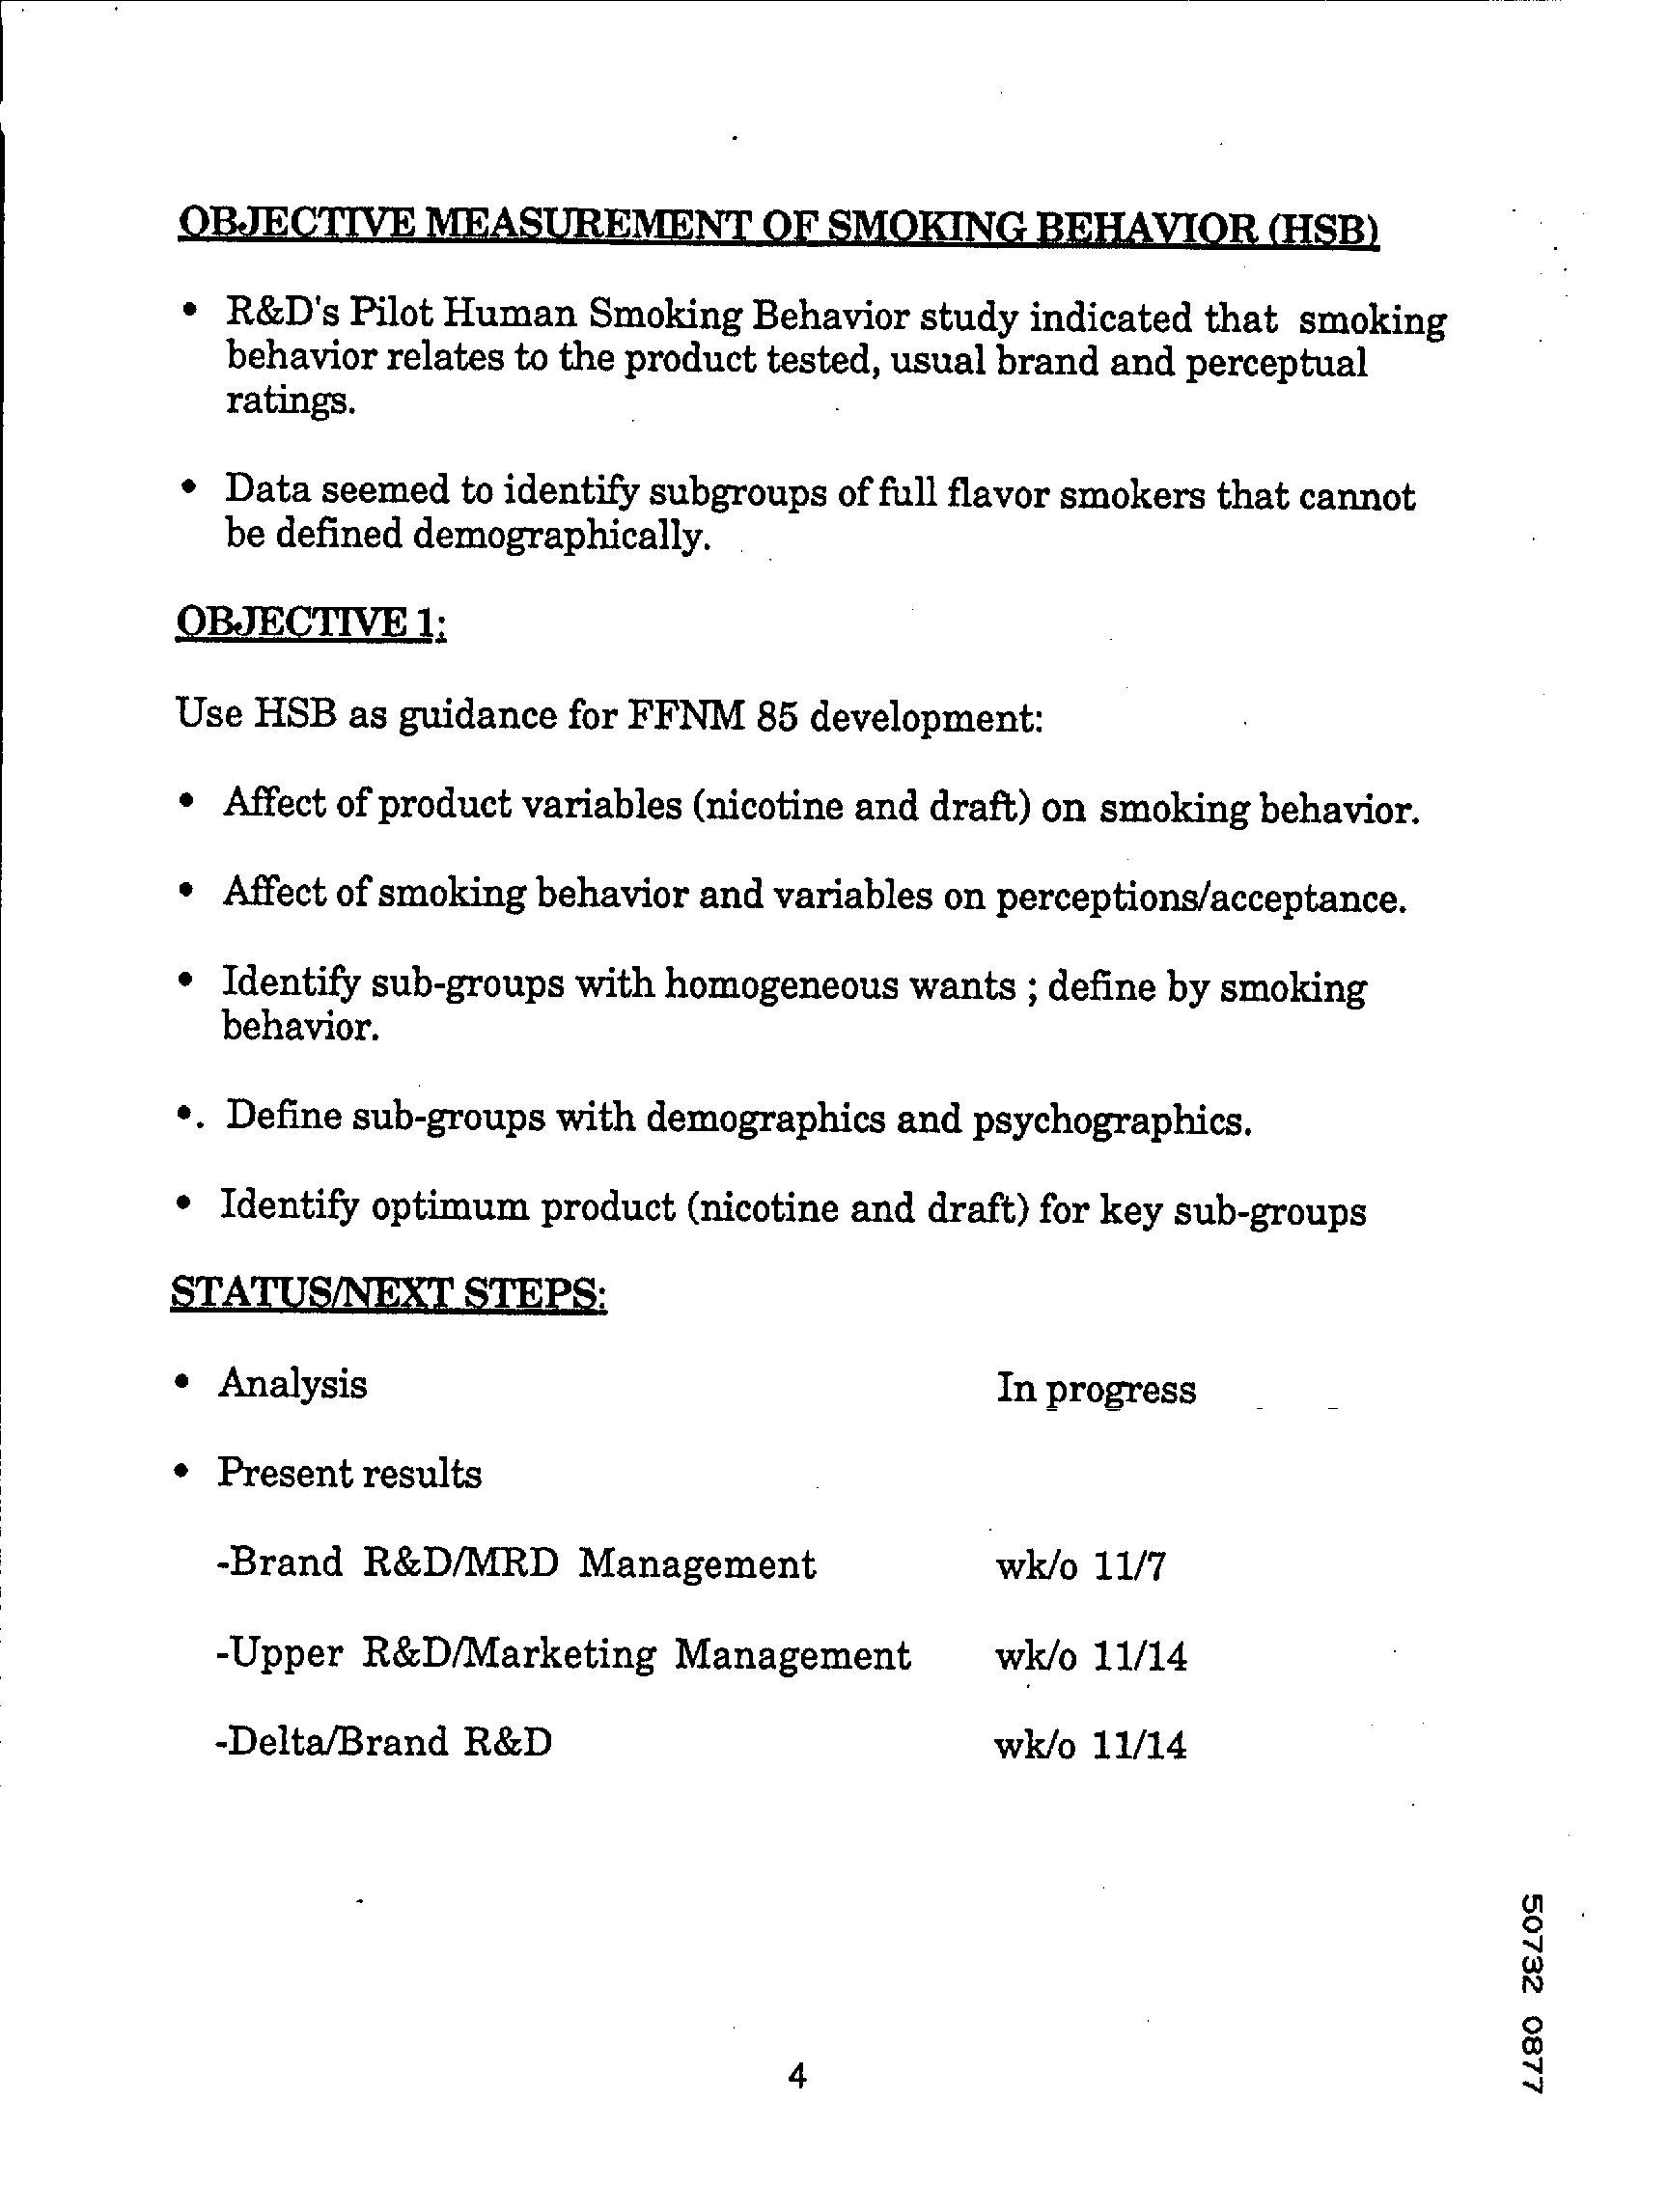 OBJECTIVE MEASUREMENT OF SMOKING BEHAVIOR (HSB)
• R&D's Pilot Human Smoking Behavior study indicated that smoking
behavior relates to the product tested, usual brand and perceptual
ratings.
• Data seemed to identify subgroups of full flavor smokers that cannot
be defined demographically.
OBJECTIVE 1:
Use HSB as guidance for FFNM 85 development:
• Affect of product variables (nicotine and draft) on smoking behavior.
• Affect of smoking behavior and variables on perceptions/acceptance.
• Identify sub-groups with homogeneous wants ; define by smoking
behavior.
•. Define sub-groups with demographics and psychographics.
• Identify optimum product (nicotine and draft) for key sub-groups
STATUS/NEXT STEPS:
• Analysis In progress
• Present results
-Brand R&D/MRD Management wk/o 11/7
-Upper R&D/Marketing Management wk/o 11/14
-Delta/Brand R&D wk/o 11/14
50732 0877
4